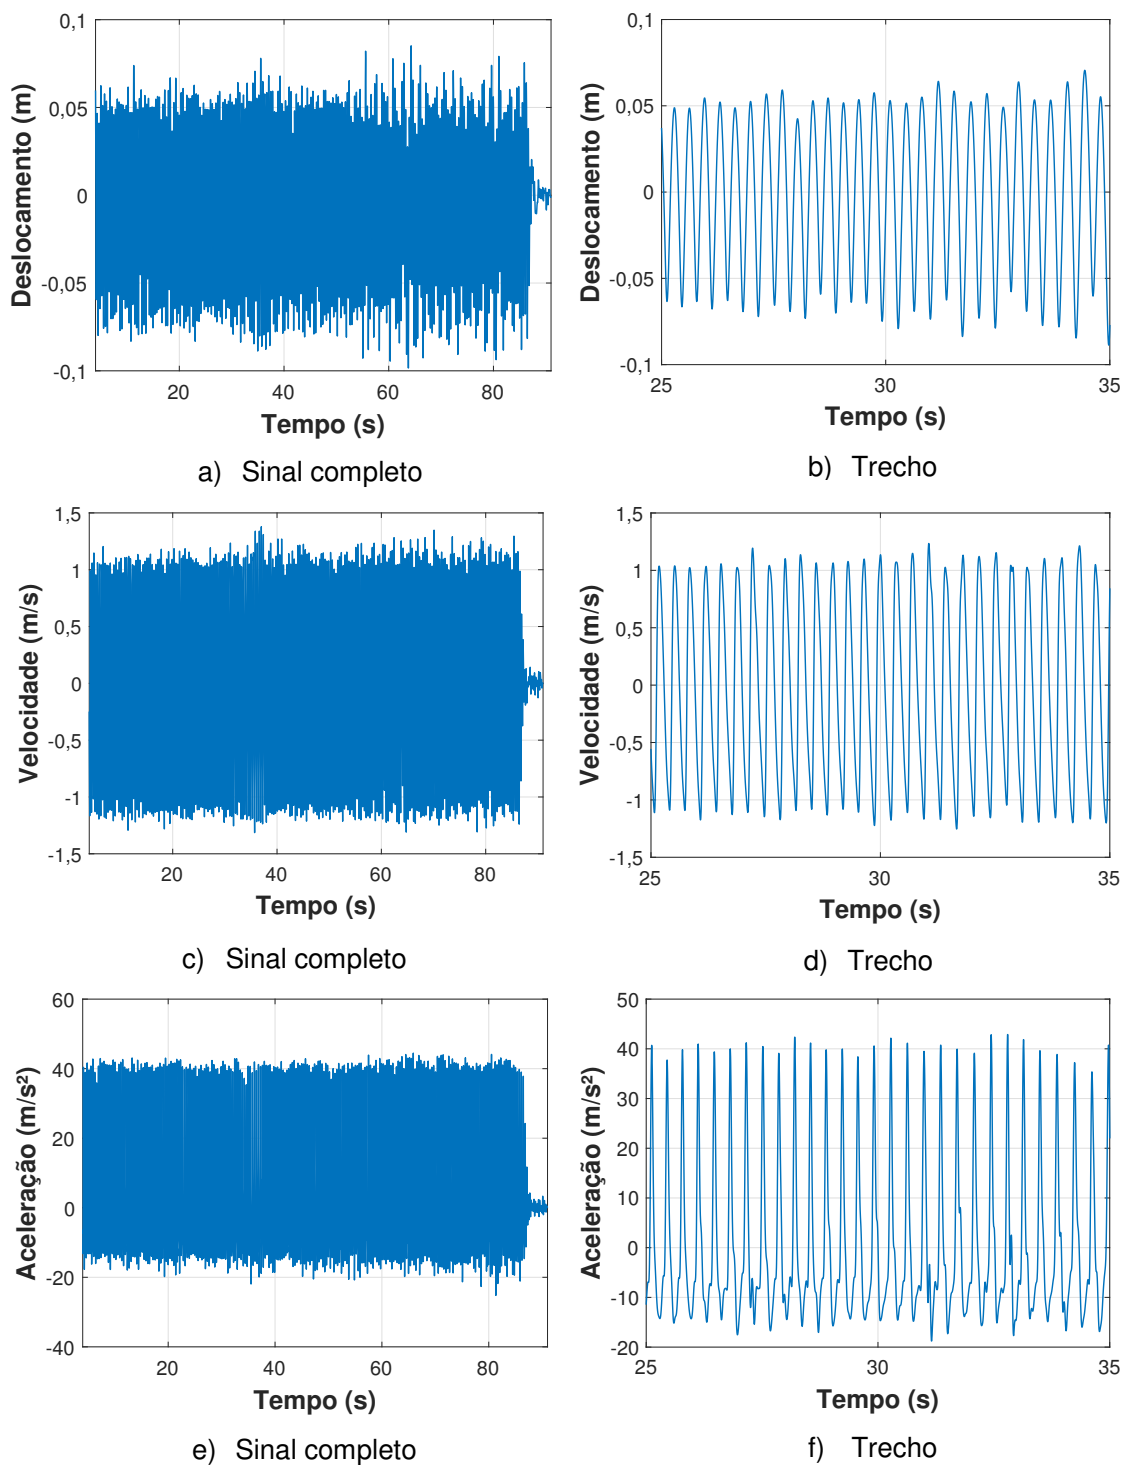 0,1
0,05
0
-0,05
-0,1
Deslocamento (m)
20 40 60 80
Tempo (s)
a) Sinal completo
0,1
0,05
0
-0,05
-0,1
Deslocamento (m)
25 30 35
Tempo (s)
b) Trecho
1,5
1
0,5
0
-0,5
-1
-1,5
Velocidade (m/s)
20 40 60 80
Tempo (s)
c) Sinal completo
1,5
1
0,5
0
-0,5
-1
-1,5
Velocidade (m/s)
25 30 35
Tempo (s)
d) Trecho
60
40
20
0
-20
-40
Aceleração (m/s²)
20 40 60 80
Tempo (s)
e) Sinal completo
50
40
30
20
10
0
-10
-20
Aceleração (m/s²)
25 30 35
Tempo (s)
f) Trecho